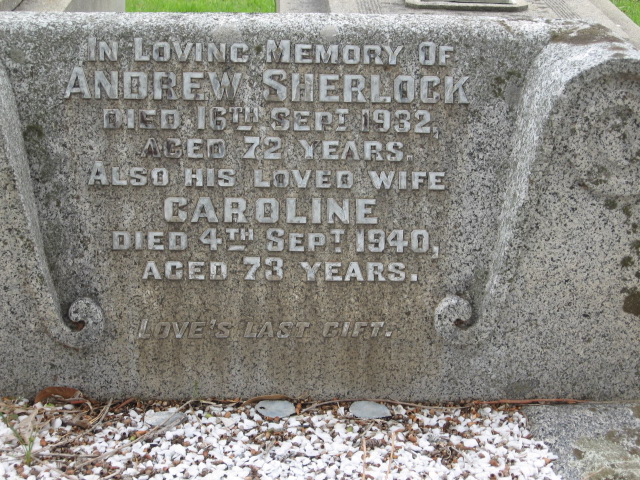 In Loving Memory Of
Andrew Sherlock
Died 16th Sept 1932,
Aged 72 Years.
Also his loved wife
Caroline
Died 4th Sept 1940,
Aged 73 Years.
Love's last gift.